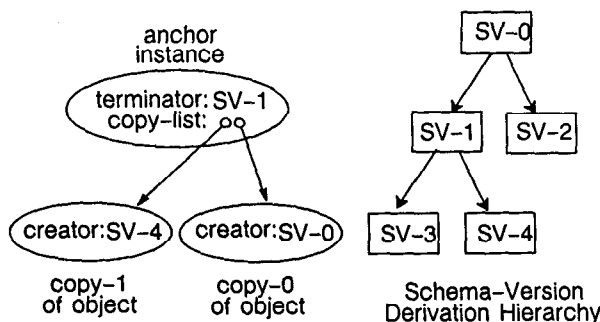 anchor
instance
terminator: SV-1
copy-list:
creator:SV-4
creator:SV-0
copy-1
of object
copy-0
of object
SV-0
SV-1
SV-2
SV-3
SV-4
Schema-Version
Derivation Hierarchy